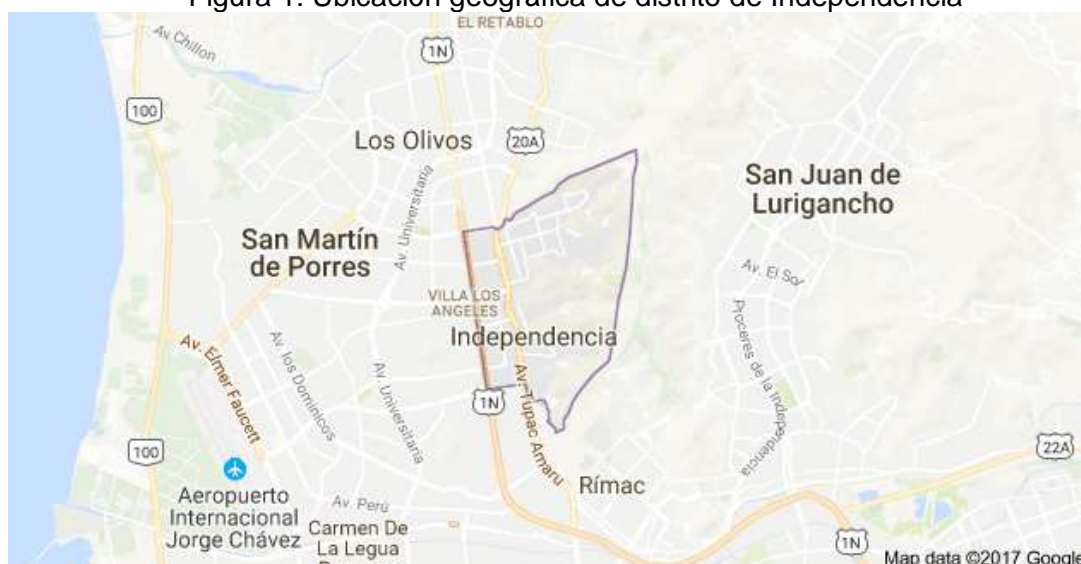 Figura 1. Ubicación geográfica de distrito de Independencia
EL RETABLO
Av Chillon
1N
100
Los Olivos
20A
San Juan de
Lurigancho
Av. Universitaria
San Martín
de Porres
Av. El Sol
VILLA LOS
ANGELES
Independencia
Proceres de la Independencia
Av. Elmer Faucett
Av. los Dominicos
Av. Universitaria
Av. Tupac Amaru
1N
100
22A
Aeropuerto
Internacional
Jorge Chávez
Rímac
Av. Perú
Carmen De
La Legua
1N
Map data ©2017 Google